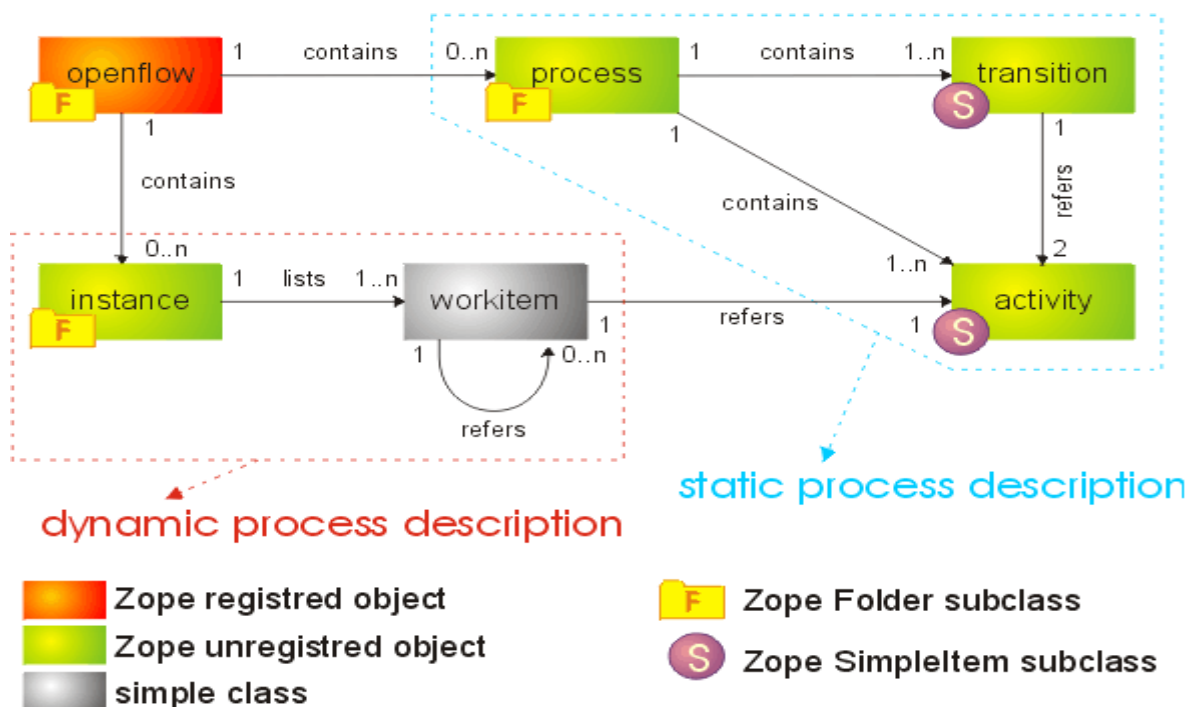 1 contains 0..n 1 contains 1..n
openflow process transition
F F S
1 1 1
contains contains refers
0..n 1..n 2
1 lists 1..n
instance workitem activity
F 1 refers 1 S
1 0..n
refers
static process description
dynamic process description
Zope registred object
F Zope Folder subclass
Zope unregistred object
S Zope SimpleItem subclass
simple class